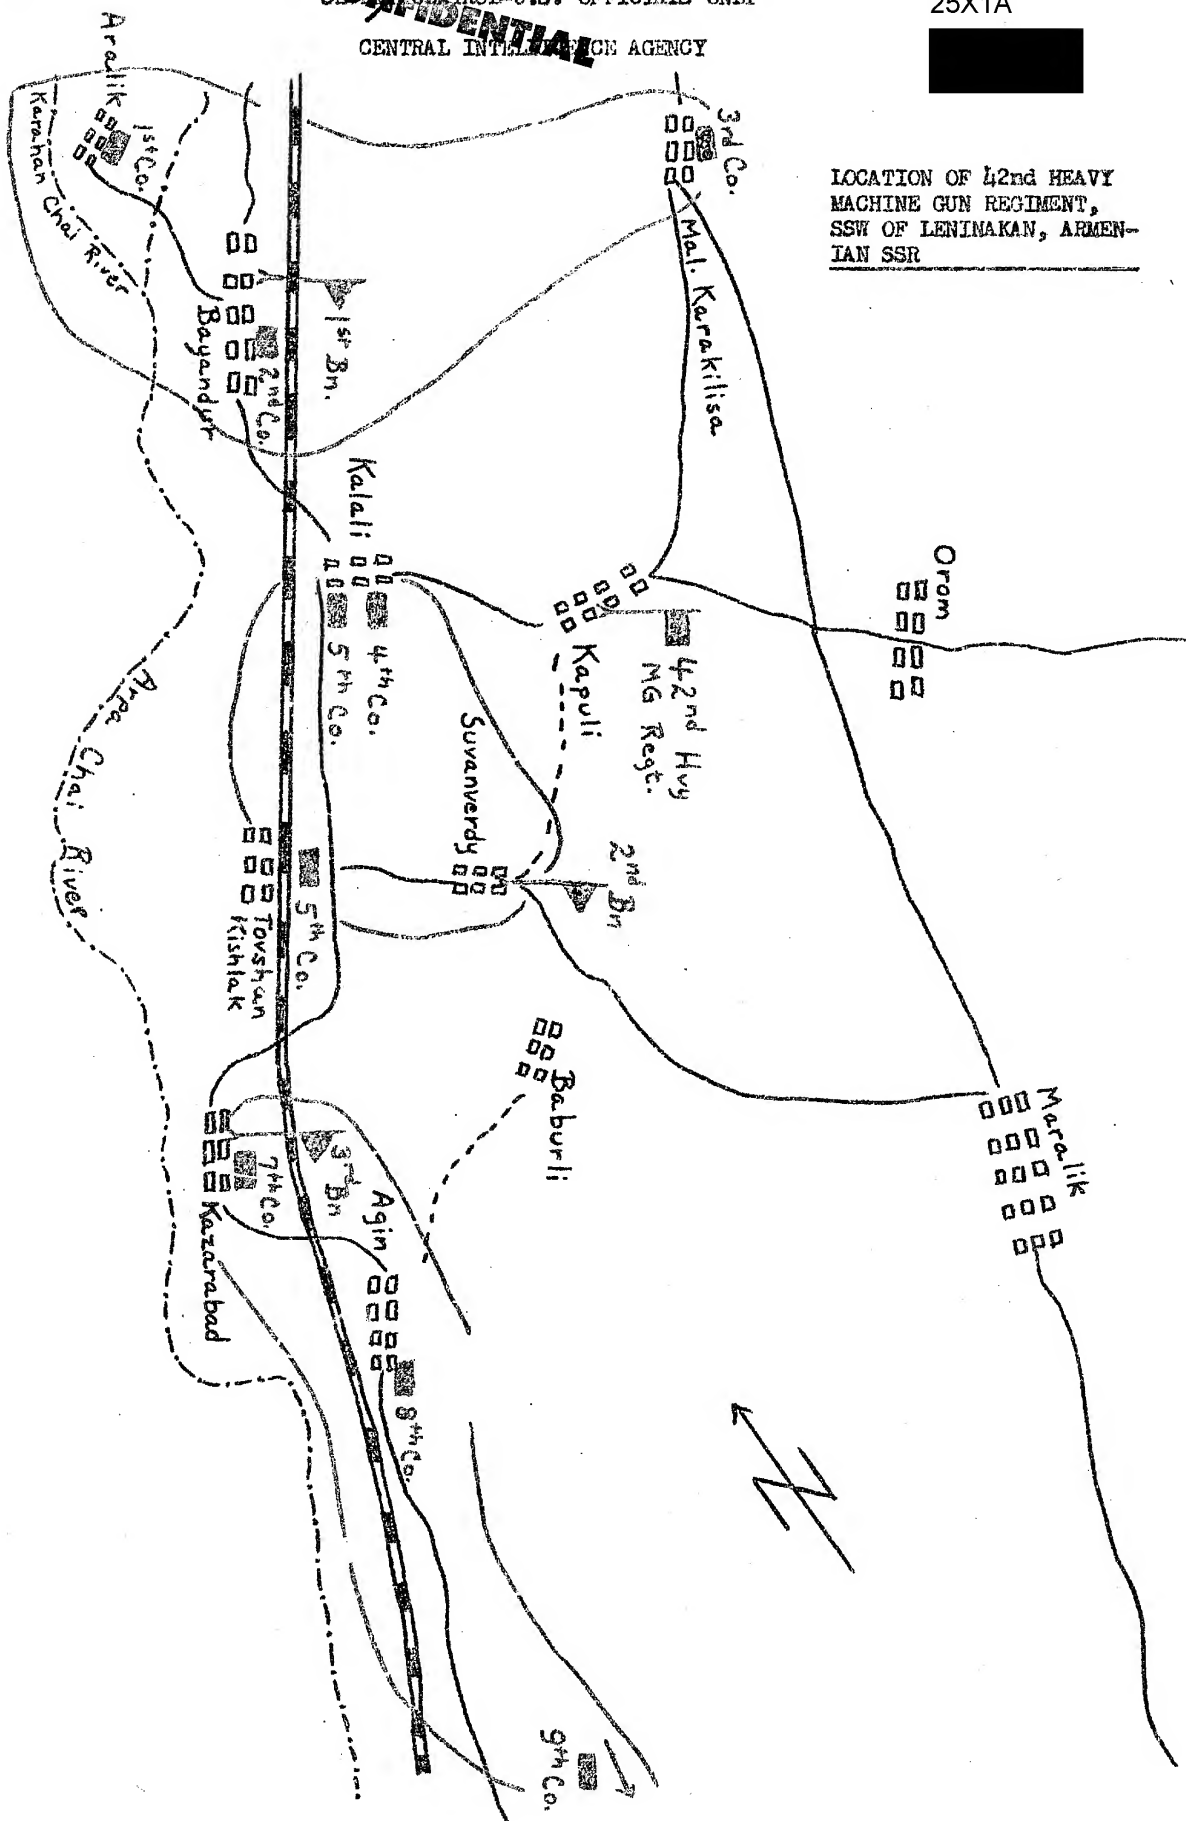 U.S. OFFICIALS ONLY
CONFIDENTIAL
CENTRAL INTELLIGENCE AGENCY
25X1A
LOCATION OF 42nd HEAVY
MACHINE GUN REGIMENT,
SSW OF LENINAKAN, ARMEN-
IAN SSR
Aralik
1st Co.
Karahan Chai River
Bayandur
2nd Co.
1st Bn.
3rd Co.
Mal. Karakilisa
Kalali
4th Co.
5th Co.
Kapuli
42nd Hvy
MG Regt.
Orom
Suvanverdy
2nd Bn
5th Co.
Tovshan
Kishlak
Arpa Chai River
Baburli
Maralik
3rd Bn
7th Co.
Kazarabad
Agin
8th Co.
9th Co.
N